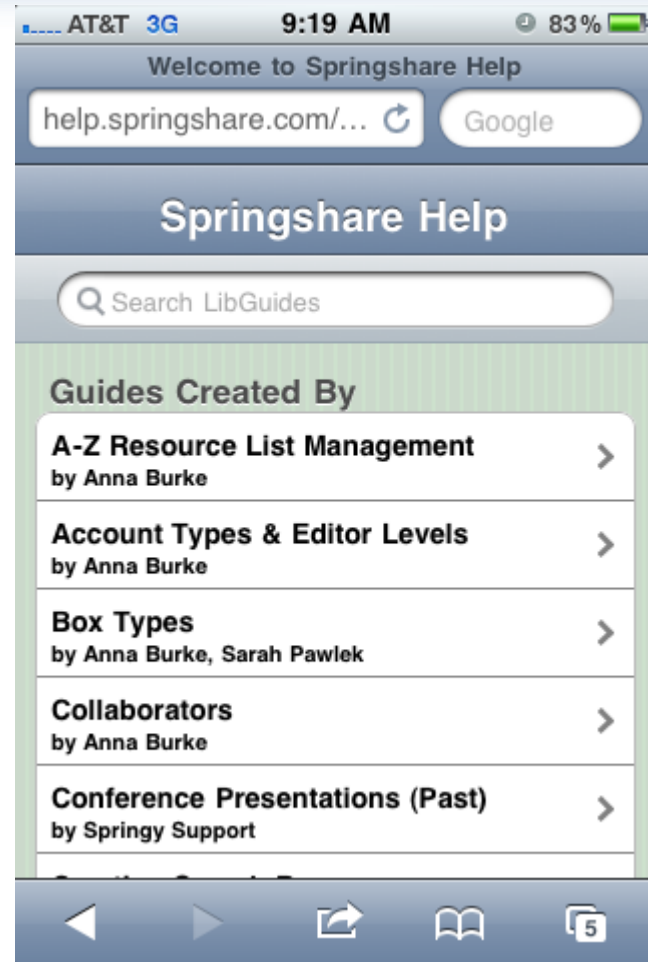 AT&T 3G 9:19 AM 83%
Welcome to Springshare Help
help.springshare.com/... Google
Springshare Help
Search LibGuides
Guides Created By
A-Z Resource List Management
by Anna Burke
Account Types & Editor Levels
by Anna Burke
Box Types
by Anna Burke, Sarah Pawlek
Collaborators
by Anna Burke
Conference Presentations (Past)
by Springy Support
5